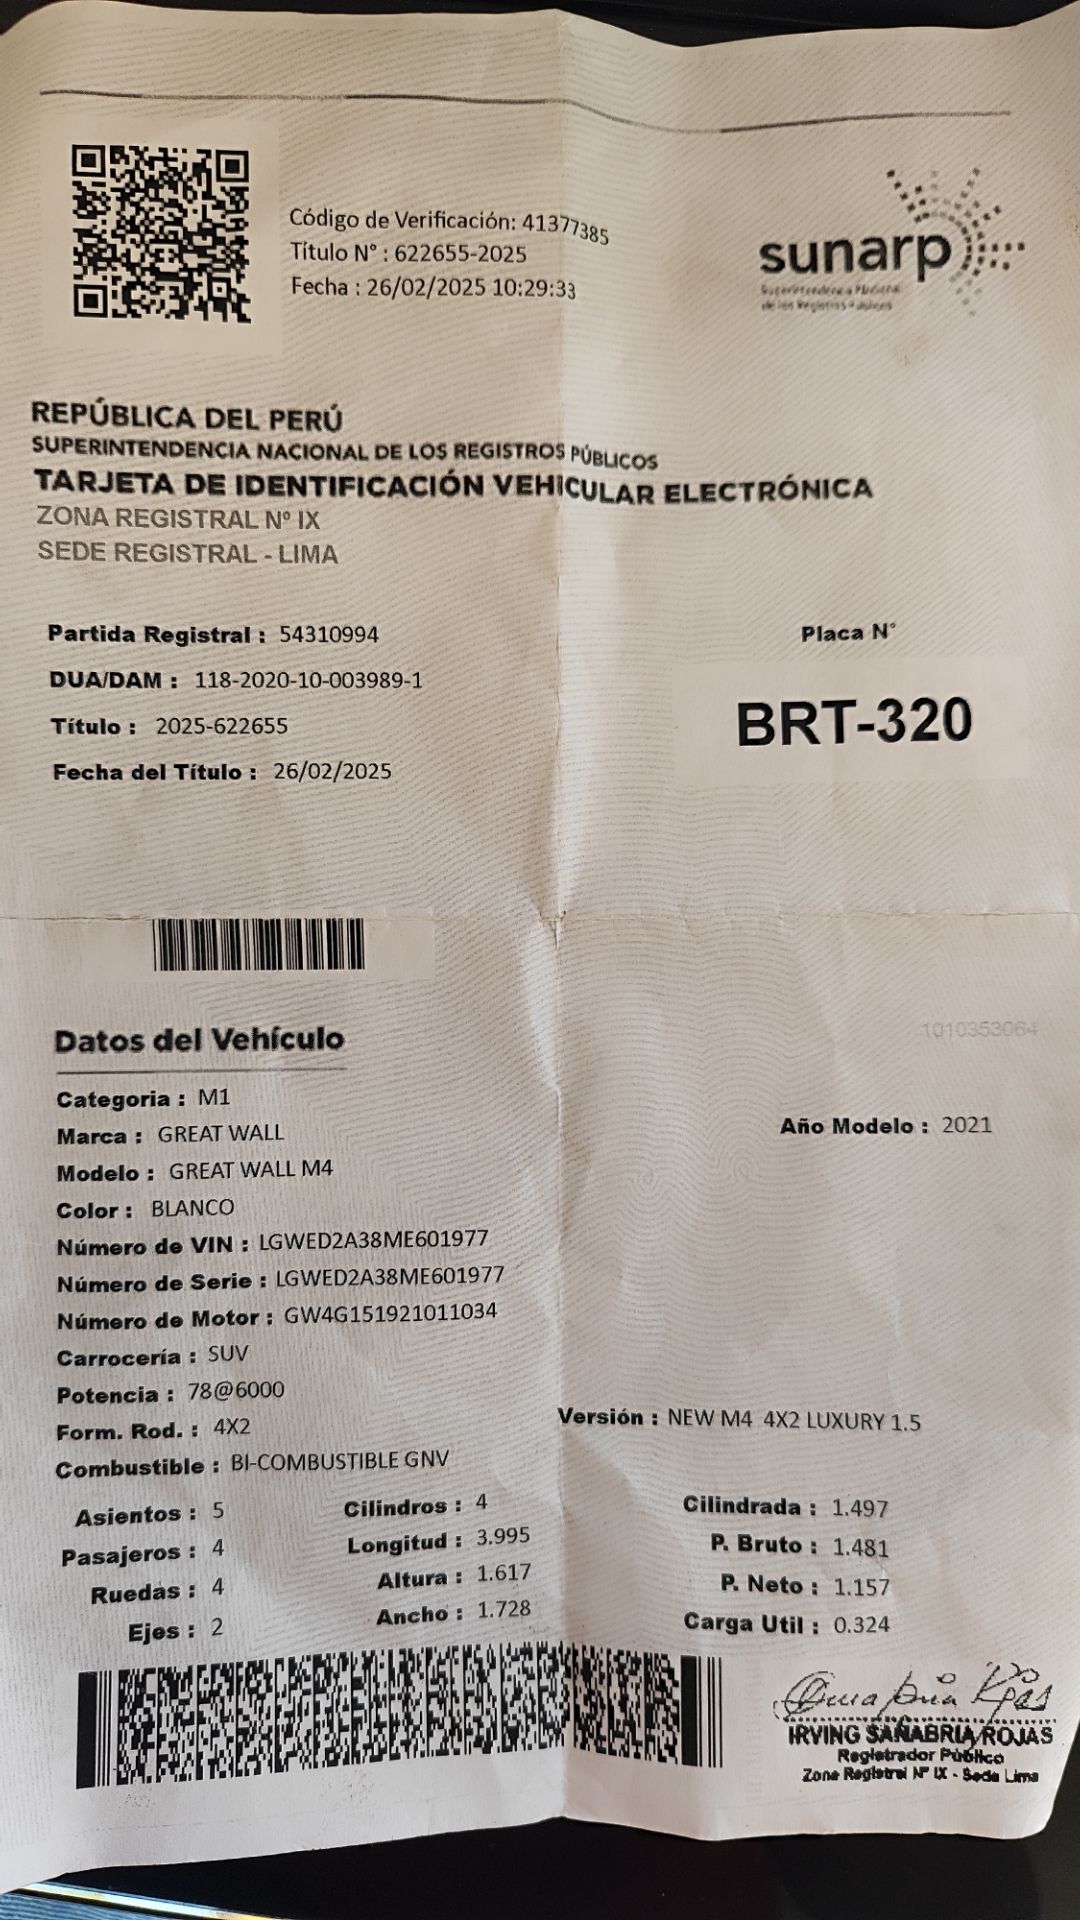 Código de Verificación: 41377385
Título N° : 622655-2025
Fecha : 26/02/2025 10:29:33
sunarp
Superintendencia Nacional
de los Registros Públicos
REPÚBLICA DEL PERÚ
SUPERINTENDENCIA NACIONAL DE LOS REGISTROS PÚBLICOS
TARJETA DE IDENTIFICACIÓN VEHICULAR ELECTRÓNICA
ZONA REGISTRAL Nº IX
SEDE REGISTRAL - LIMA
Partida Registral : 54310994
DUA/DAM : 118-2020-10-003989-1
Título : 2025-622655
Fecha del Título : 26/02/2025
Placa N°
BRT-320
Datos del Vehículo
1010353064
Categoria : M1
Marca : GREAT WALL
Año Modelo : 2021
Modelo : GREAT WALL M4
Color : BLANCO
Número de VIN : LGWED2A38ME601977
Número de Serie : LGWED2A38ME601977
Número de Motor : GW4G151921011034
Carrocería : SUV
Potencia : 78@6000
Form. Rod. : 4X2
Versión : NEW M4 4X2 LUXURY 1.5
Combustible : BI-COMBUSTIBLE GNV
Asientos : 5 Cilindros : 4 Cilindrada : 1.497
Pasajeros : 4 Longitud : 3.995 P. Bruto : 1.481
Ruedas : 4 Altura : 1.617 P. Neto : 1.157
Ejes : 2 Ancho : 1.728 Carga Util : 0.324
IRVING SAÑABRIA ROJAS
Registrador Público
Zona Registral Nº IX - Sede Lima